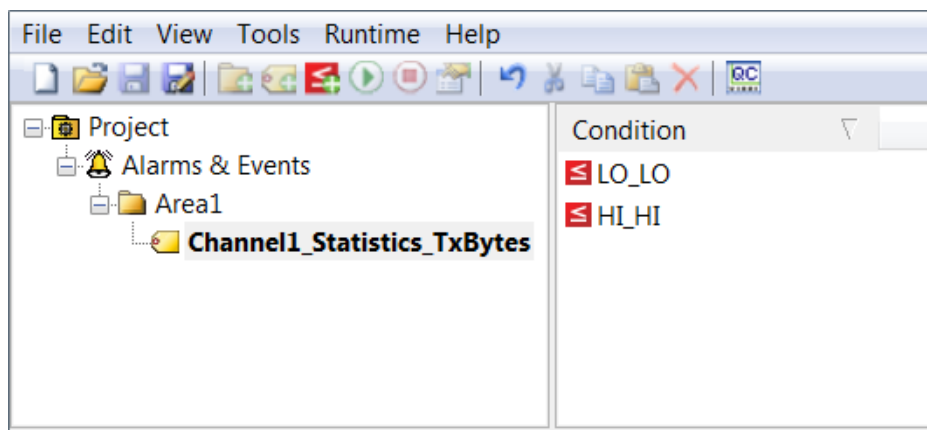 File Edit View Tools Runtime Help
QC
Project
Alarms & Events
Area1
Channel1_Statistics_TxBytes
Condition
LO_LO
HI_HI